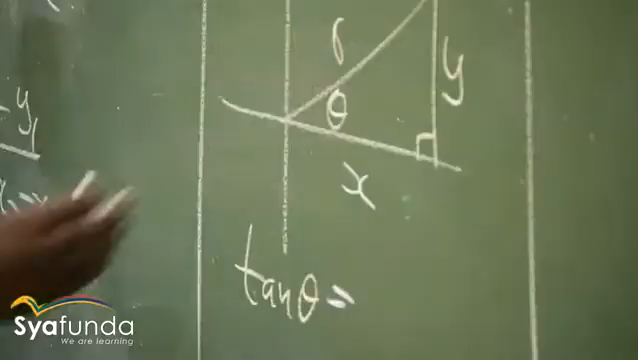 r
y
θ
x
tanθ=
Syafunda
We are learning